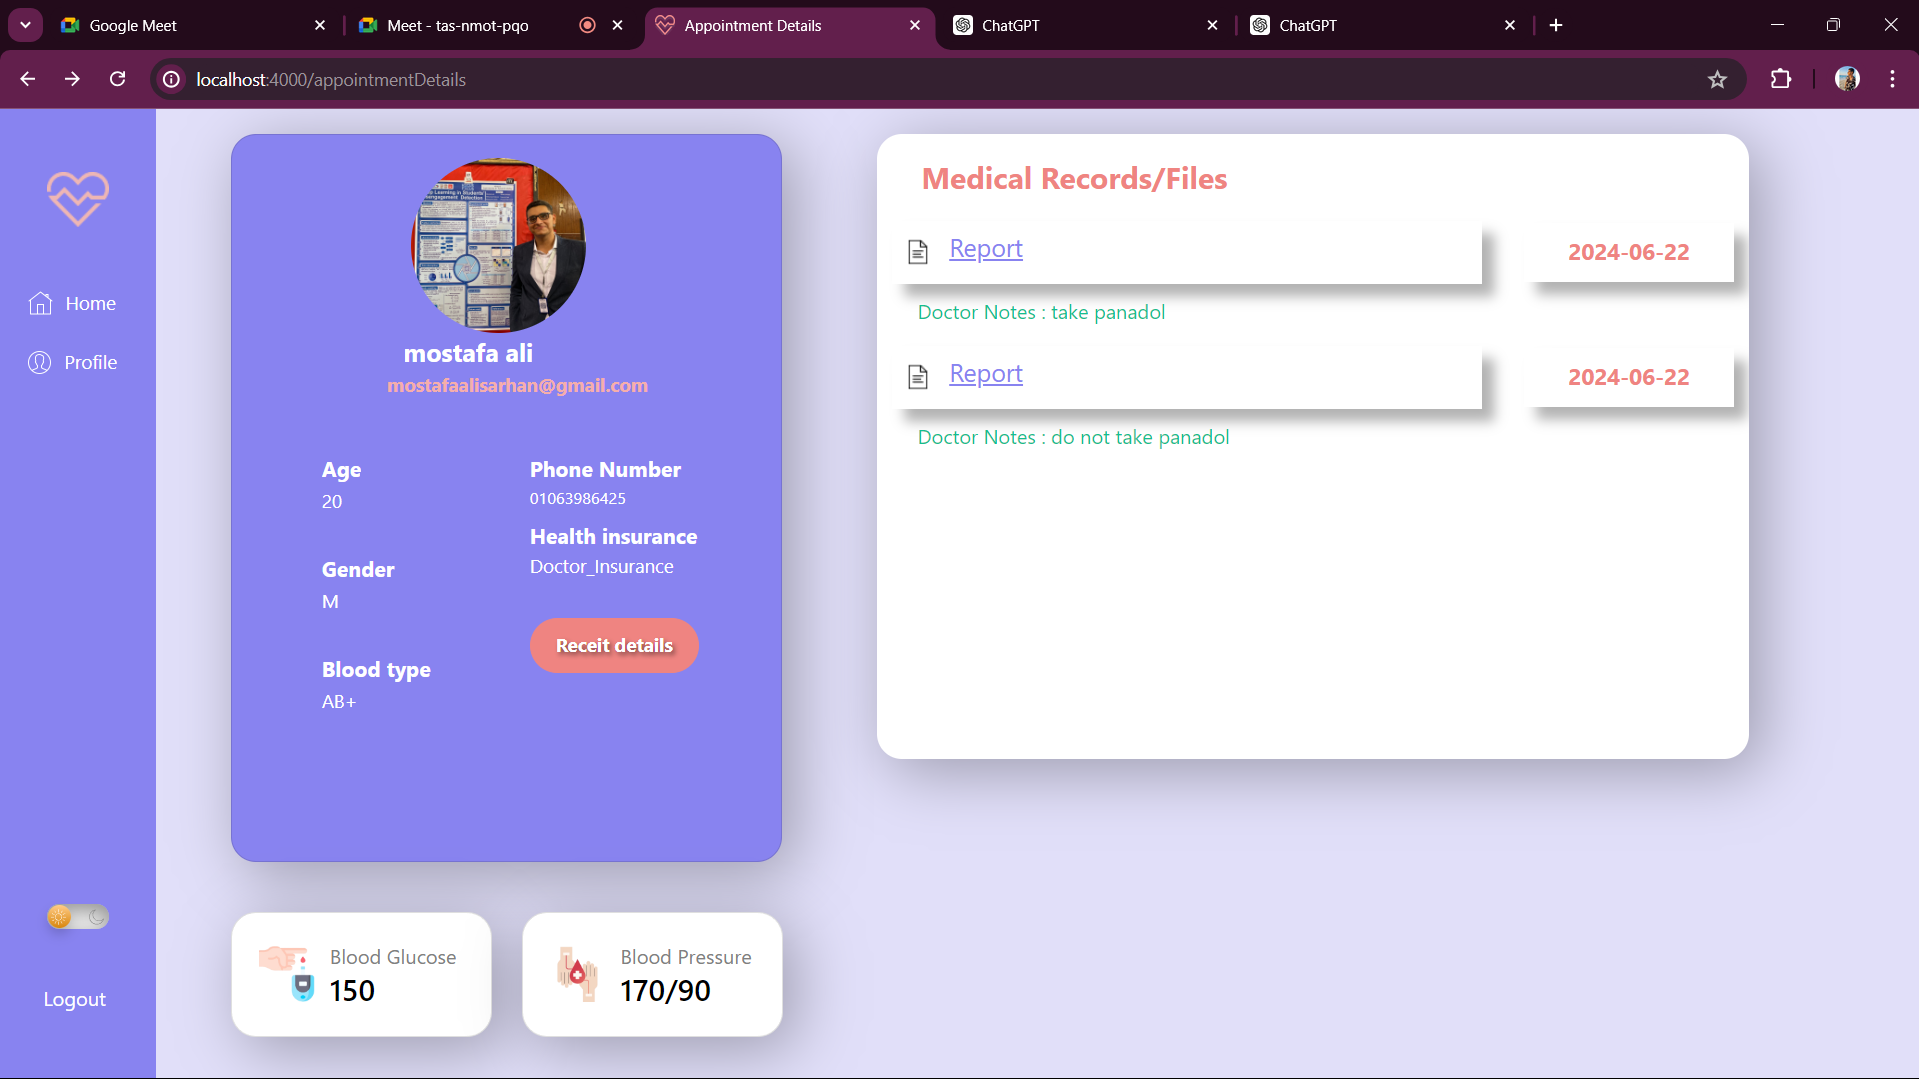 Google Meet
Meet - tas-nmot-pqo
Appointment Details
ChatGPT
ChatGPT
localhost:4000/appointmentDetails
Home
Profile
Logout
mostafa ali
mostafaalisarhan@gmail.com
Age
20
Gender
M
Blood type
AB+
Phone Number
01063986425
Health insurance
Doctor_Insurance
Receit details
Blood Glucose
150
Blood Pressure
170/90
Medical Records/Files
Report 2024-06-22
Doctor Notes : take panadol
Report 2024-06-22
Doctor Notes : do not take panadol